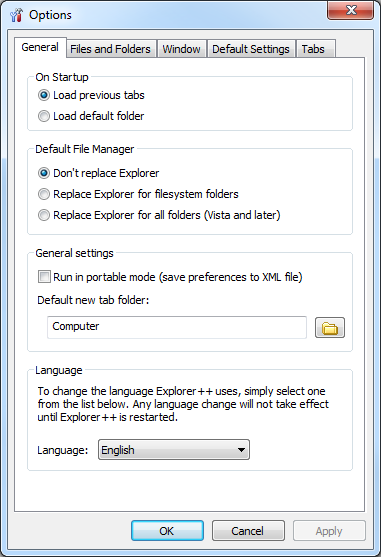 Options
General
Files and Folders
Window
Default Settings
Tabs
On Startup
Load previous tabs
Load default folder
Default File Manager
Don't replace Explorer
Replace Explorer for filesystem folders
Replace Explorer for all folders (Vista and later)
General settings
Run in portable mode (save preferences to XML file)
Default new tab folder:
Computer
Language
To change the language Explorer++ uses, simply select one
from the list below. Any language change will not take effect
until Explorer++ is restarted.
Language: English
OK
Cancel
Apply